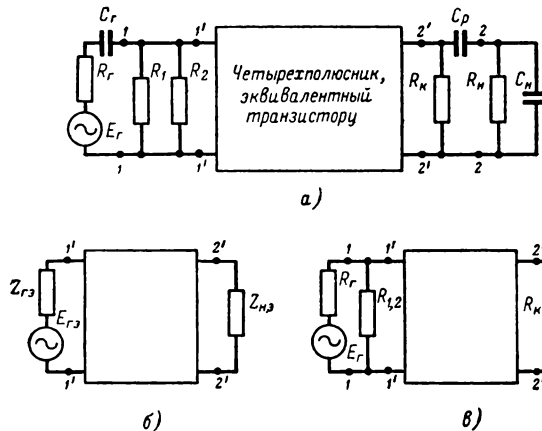 Cг
1
1'
2'
Cр
2
Rг
R1
R2
Четырехполюсник,
эквивалентный
транзистору
Rк
Rн
Cн
Eг
1
1'
2'
2
а)
1'
2'
1
1'
2
Zгэ
Eгэ
Zн,э
Rг
R1,2
Rк
Eг
1'
2'
1
1'
2
б)
в)